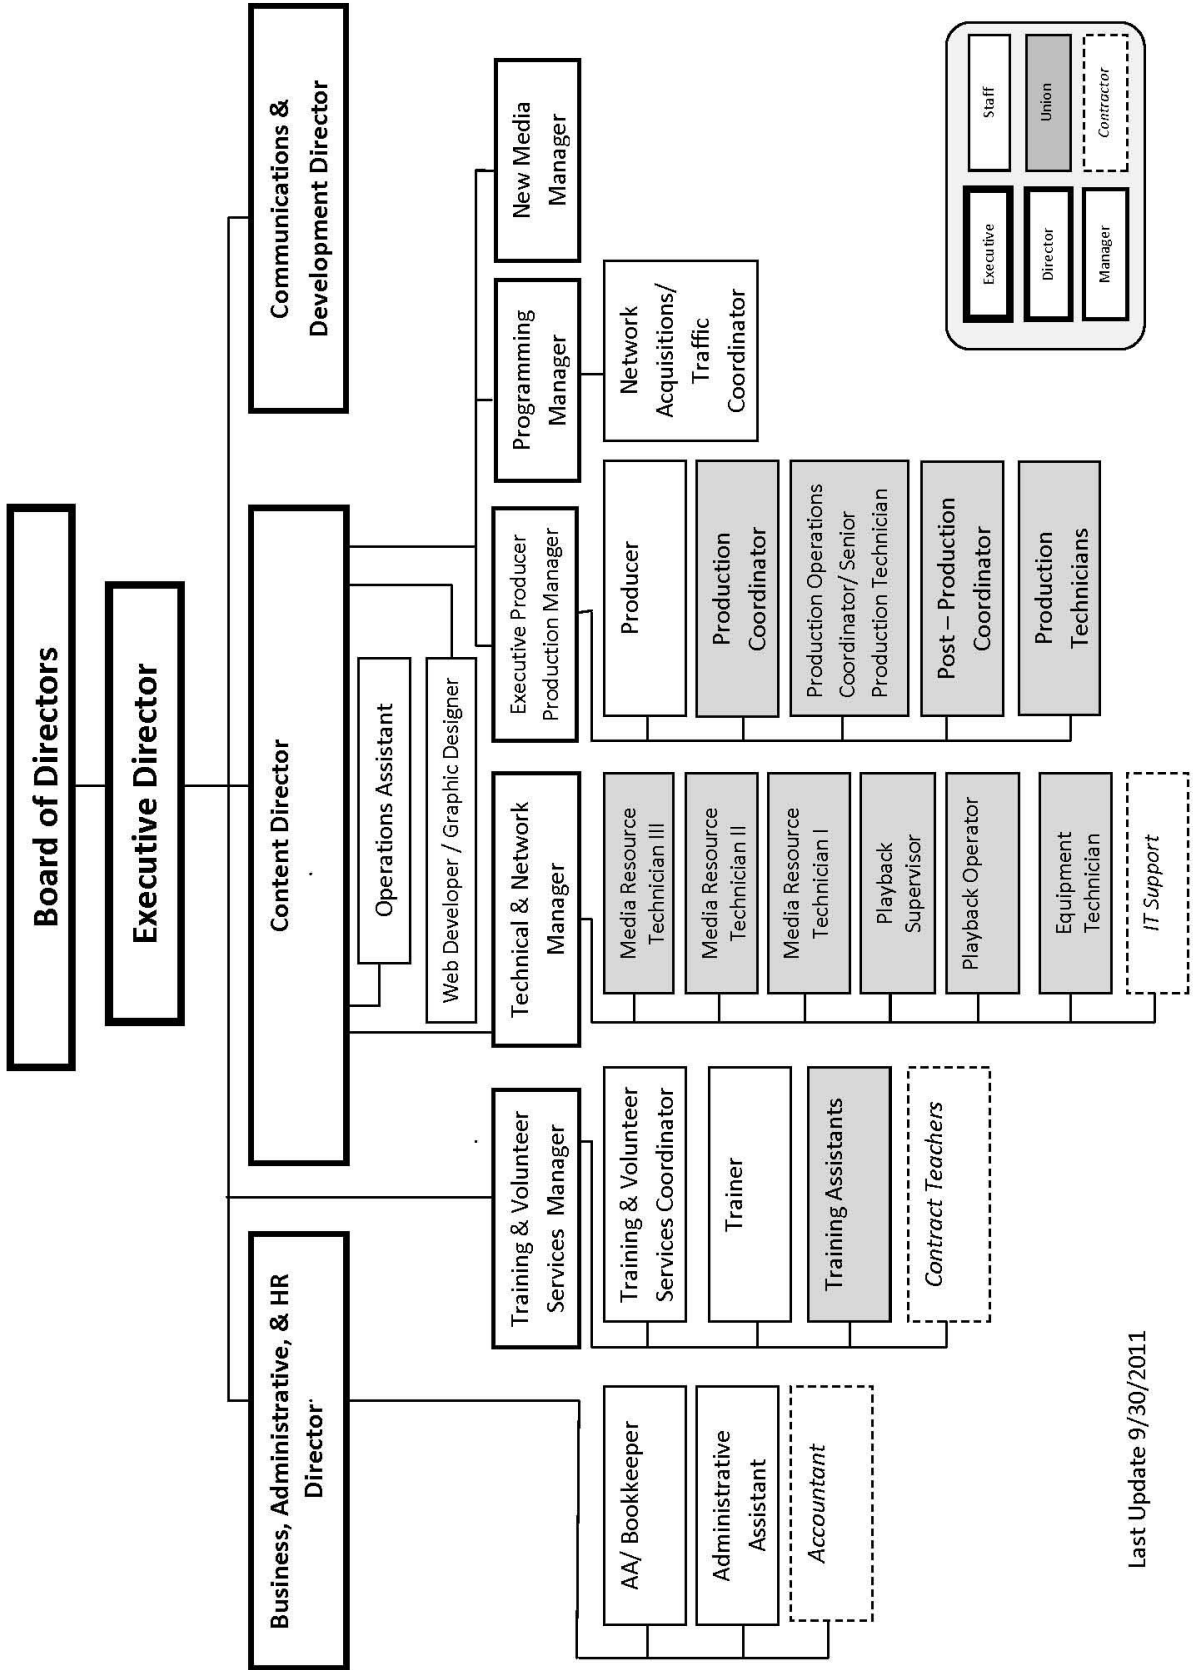 Board of Directors
Executive Director
Business, Administrative, & HR
Director
Content Director
Communications &
Development Director
Operations Assistant
Web Developer / Graphic Designer
Training & Volunteer
Services Manager
Technical & Network
Manager
Executive Producer
Production Manager
Programming
Manager
New Media
Manager
AA/ Bookkeeper
Administrative
Assistant
Accountant
Training & Volunteer
Services Coordinator
Trainer
Training Assistants
Contract Teachers
Media Resource
Technician III
Media Resource
Technician II
Media Resource
Technician I
Playback
Supervisor
Playback Operator
Equipment
Technician
IT Support
Producer
Production
Coordinator
Production Operations
Coordinator/ Senior
Production Technician
Post – Production
Coordinator
Production
Technicians
Network
Acquisitions/
Traffic
Coordinator
Executive
Staff
Director
Union
Manager
Contractor
Last Update 9/30/2011